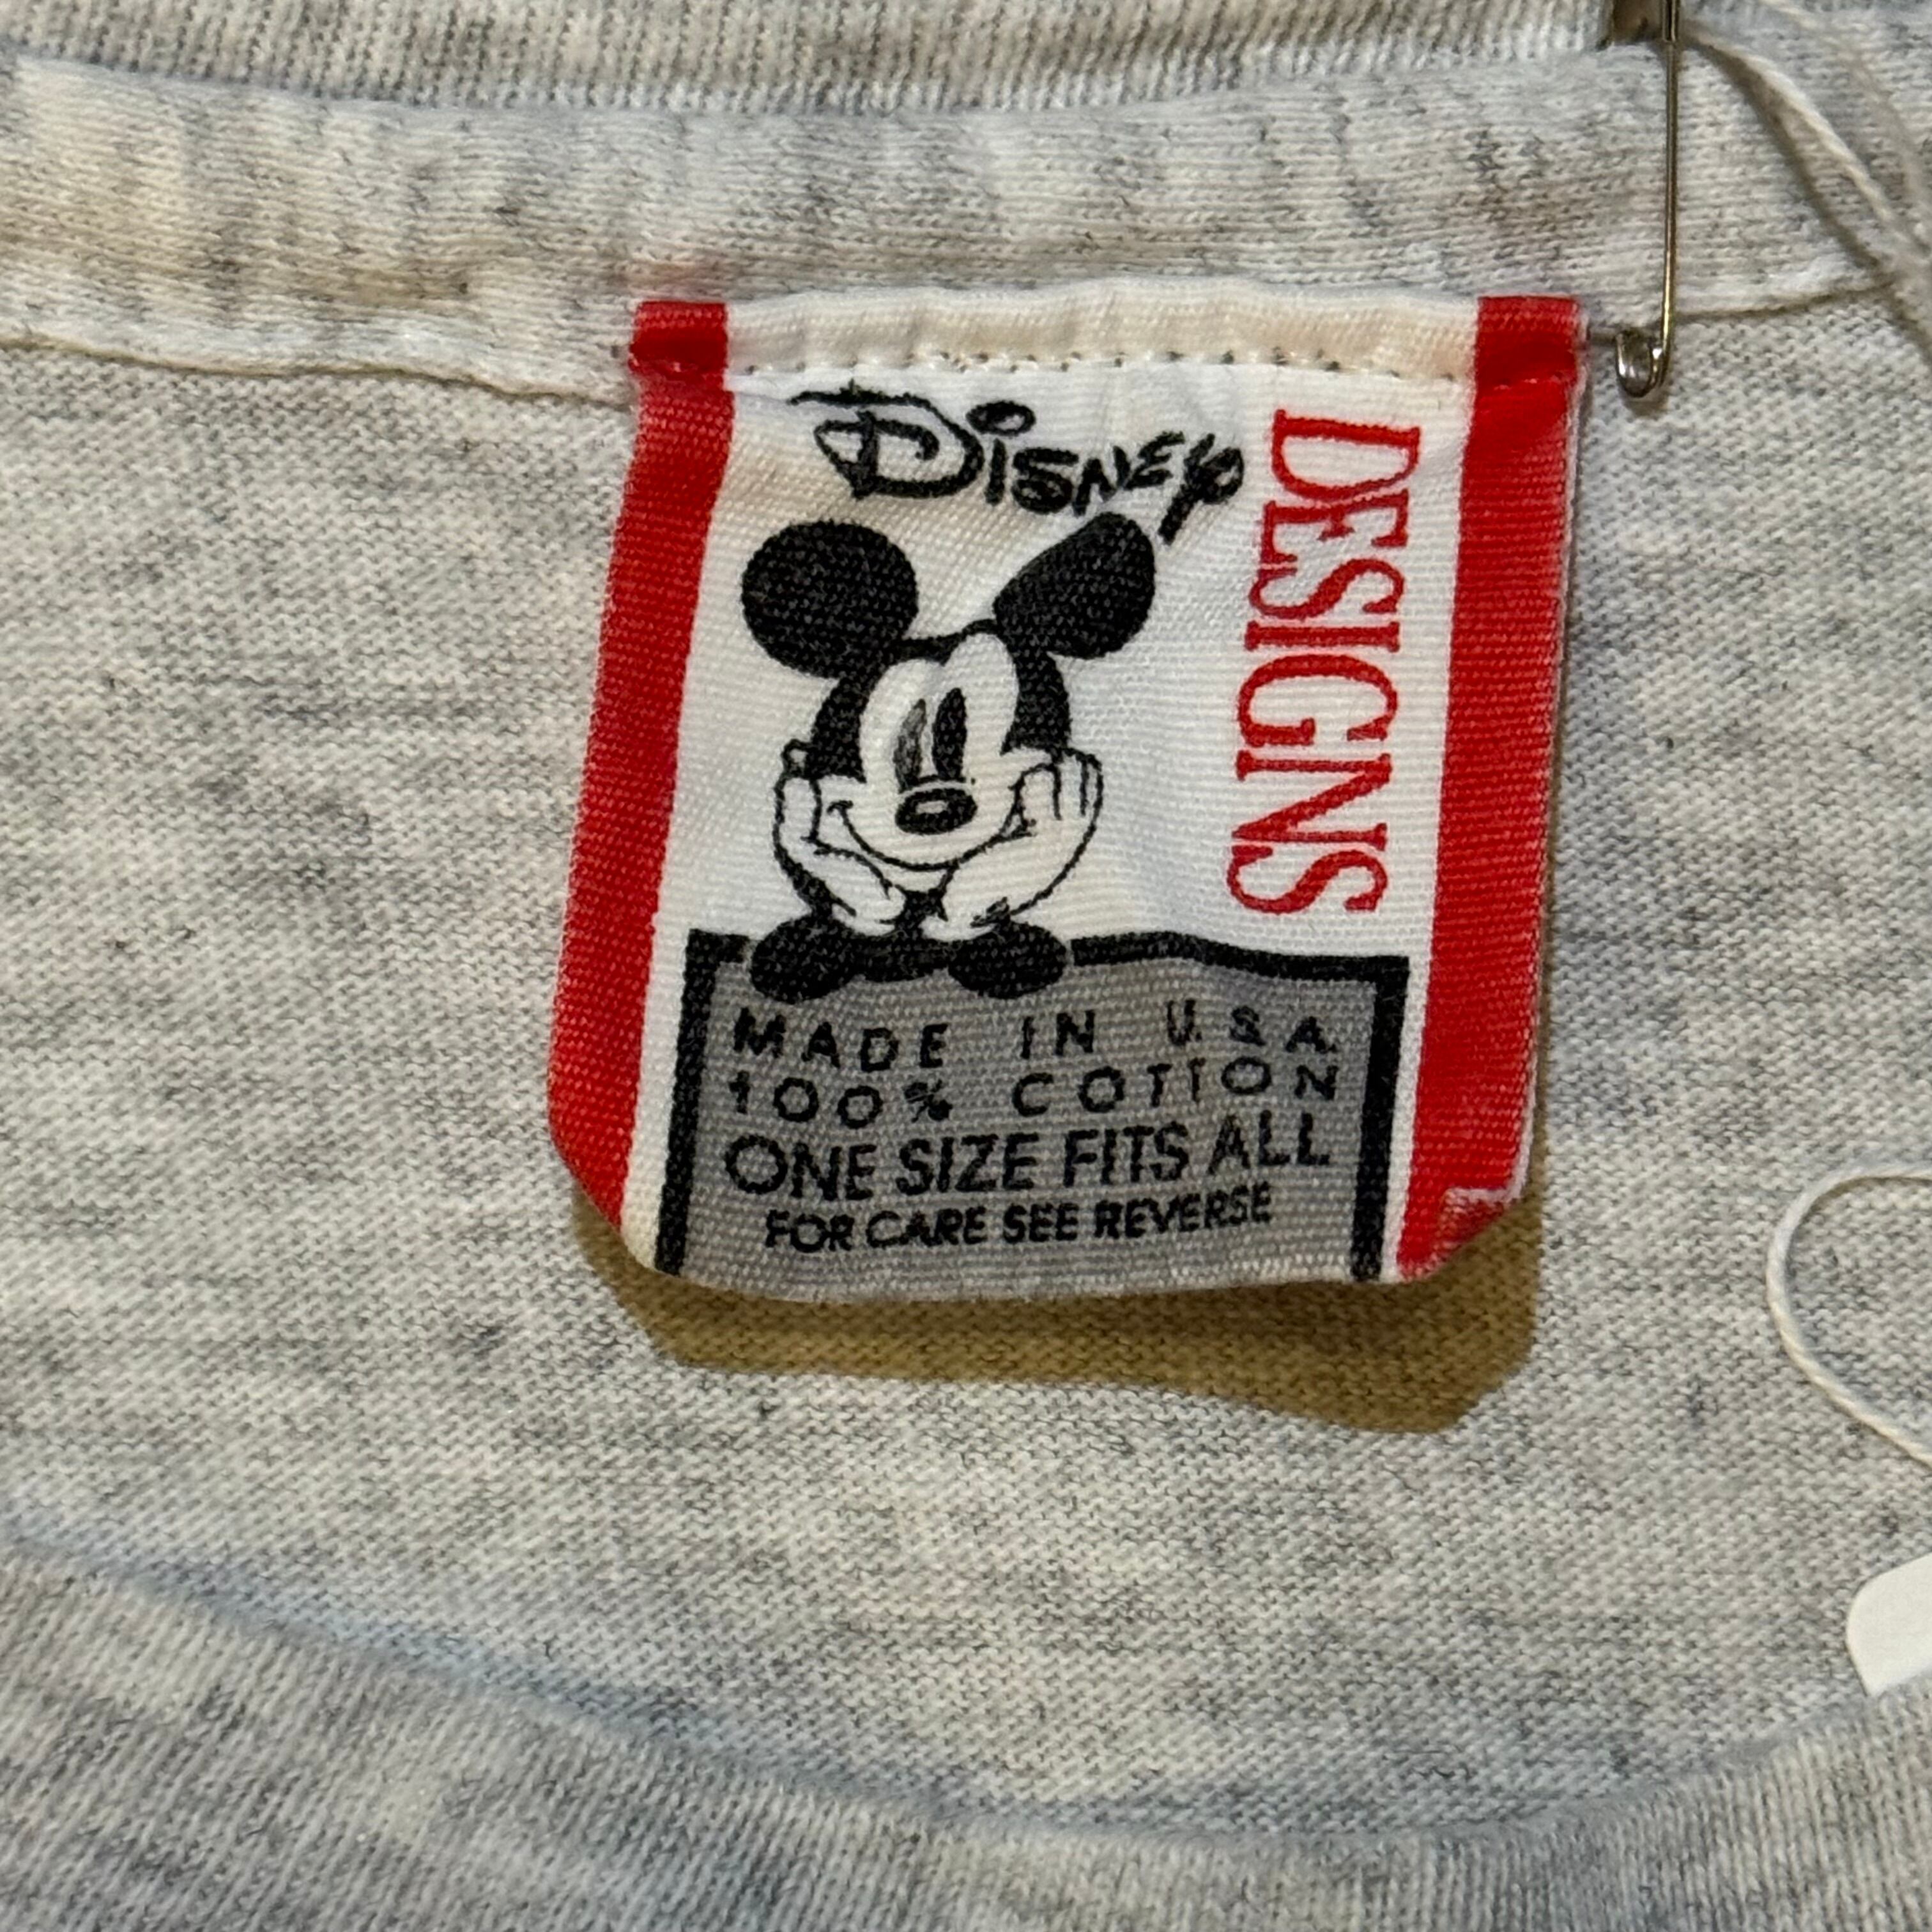 Disney
DESIGNS
MADE IN U.S.A.
100% COTTON
ONE SIZE FITS ALL
FOR CARE SEE REVERSE